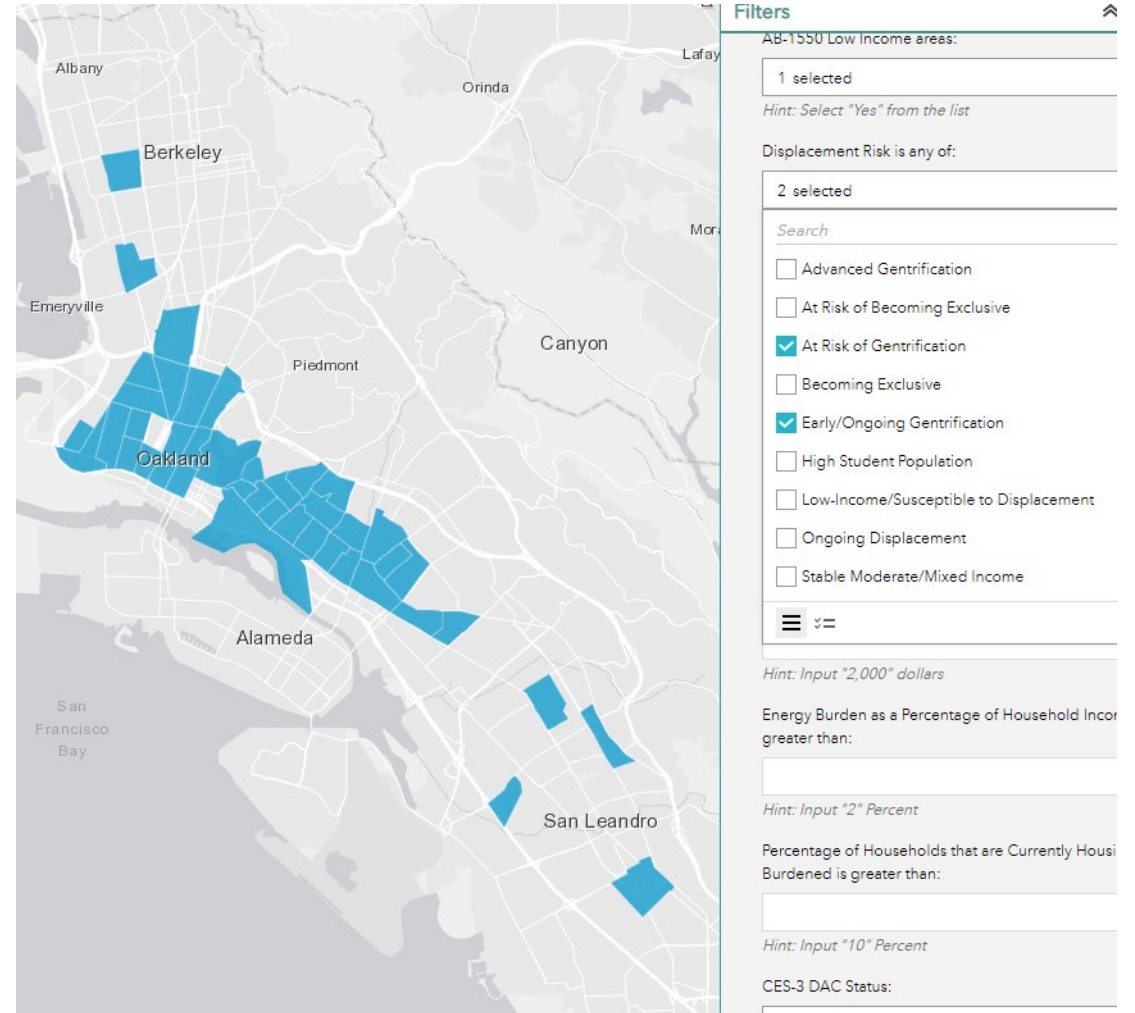 Albany
Orinda
Lafay
Berkeley
Mor
Emeryville
Piedmont
Canyon
Oakland
Alameda
San
Francisco
Bay
San Leandro
Filters
AB-1550 Low Income areas:
1 selected
Hint: Select "Yes" from the list
Displacement Risk is any of:
2 selected
Search
Advanced Gentrification
At Risk of Becoming Exclusive
At Risk of Gentrification
Becoming Exclusive
Early/Ongoing Gentrification
High Student Population
Low-Income/Susceptible to Displacement
Ongoing Displacement
Stable Moderate/Mixed Income
Hint: Input "2,000" dollars
Energy Burden as a Percentage of Household Incor
greater than:
Hint: Input "2" Percent
Percentage of Households that are Currently Housi
Burdened is greater than:
Hint: Input "10" Percent
CES-3 DAC Status: